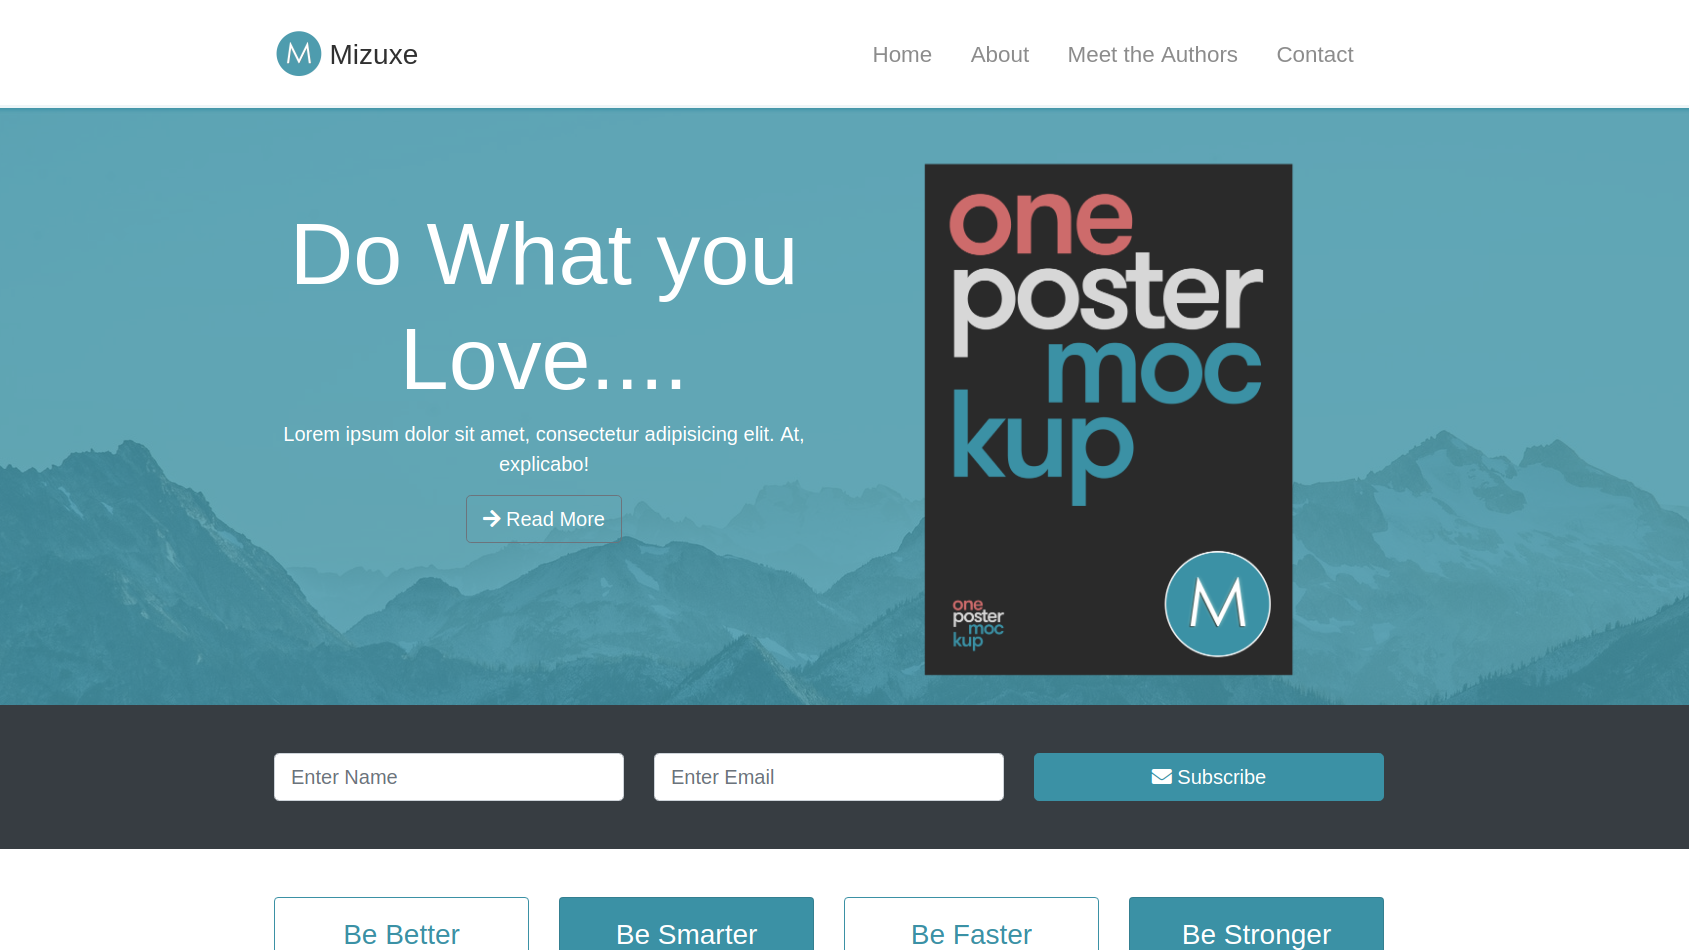 M Mizuxe
Home About Meet the Authors Contact
Do What you
Love....
Lorem ipsum dolor sit amet, consectetur adipisicing elit. At,
explicabo!
Read More
one
poster
moc
kup
one
poster
moc
kup
M
Enter Name
Enter Email
Subscribe
Be Better
Be Smarter
Be Faster
Be Stronger